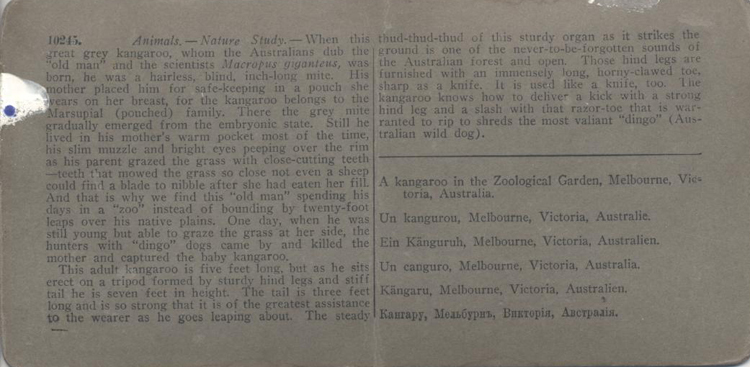 10245. Animals. — Nature Study. — When this
great grey kangaroo, whom the Australians dub the
"old man" and the scientists Macropus giganteus, was
born, he was a hairless, blind, inch-long mite. His
mother placed him for safe-keeping in a pouch she
wears on her breast, for the kangaroo belongs to the
Marsupial (pouched) family. There the grey mite
gradually emerged from the embryonic state. Still he
lived in his mother's warm pocket most of the time,
his slim muzzle and bright eyes peeping over the rim
as his parent grazed the grass with close-cutting teeth
—teeth that mowed the grass so close not even a sheep
could find a blade to nibble after she had eaten her fill.
And that is why we find this "old man" spending his
days in a "zoo" instead of bounding by twenty-foot
leaps over his native plains. One day, when he was
still young but able to graze the grass at her side, the
hunters with "dingo" dogs came by and killed the
mother and captured the baby kangaroo.
This adult kangaroo is five feet long, but as he sits
erect on a tripod formed by sturdy hind legs and stiff
tail he is seven feet in height. The tail is three feet
long and is so strong that it is of the greatest assistance
to the wearer as he goes leaping about. The steady
thud-thud-thud of this sturdy organ as it strikes the
ground is one of the never-to-be-forgotten sounds of
the Australian forest and open. Those hind legs are
furnished with an immensely long, horny-clawed toe,
sharp as a knife. It is used like a knife, too. The
kangaroo knows how to deliver a kick with a strong
hind leg and a slash with that razor-toe that is war-
ranted to rip to shreds the most valiant "dingo" (Aus-
tralian wild dog).
A kangaroo in the Zoological Garden, Melbourne, Vic-
toria, Australia.
Un kangurou, Melbourne, Victoria, Australie.
Ein Känguruh, Melbourne, Victoria, Australien.
Un canguro, Melbourne, Victoria, Australia.
Kängaru, Melbourne, Victoria, Australien.
Кангару, Мельбурнъ, Викторія, Австралія.